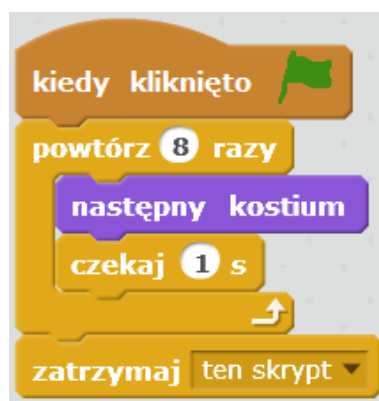 kiedy kliknięto
powtórz 8 razy
następny kostium
czekaj 1 s
zatrzymaj ten skrypt